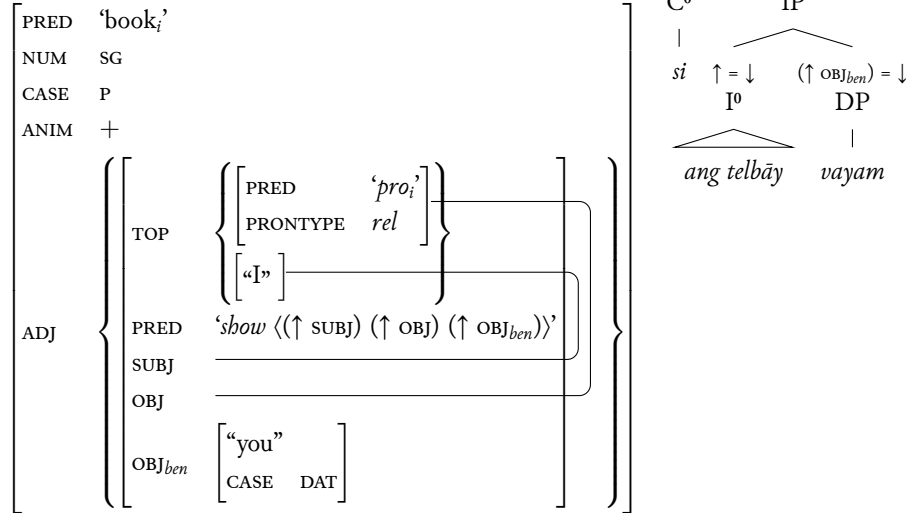 PRED ‘bookᵢ’
NUM SG
CASE P
ANIM +
ADJ
TOP
PRED ‘proᵢ’
PRONTYPE rel
“I”
PRED ‘show ⟨(↑ SUBJ) (↑ OBJ) (↑ OBJben)⟩’
SUBJ
OBJ
OBJben
“you”
CASE DAT
C⁰ IP
si ↑ = ↓ (↑ OBJben) = ↓
I⁰ DP
ang telbāy vayam